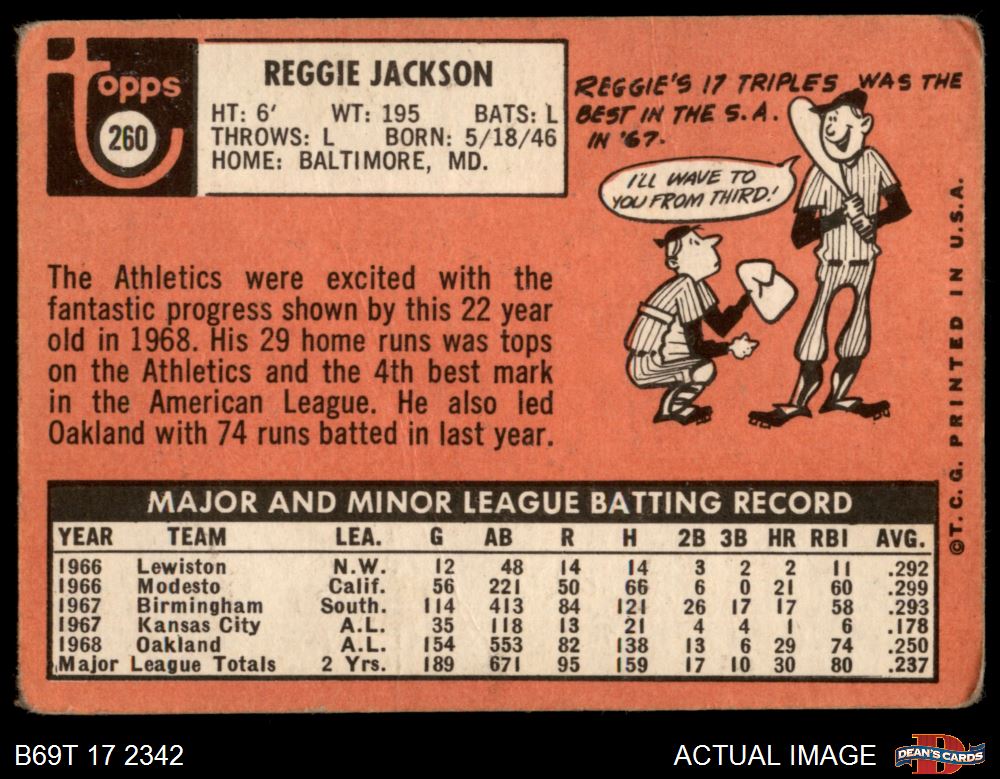 Topps
260
REGGIE JACKSON
HT: 6' WT: 195 BATS: L
THROWS: L BORN: 5/18/46
HOME: BALTIMORE, MD.
REGGIE'S 17 TRIPLES WAS THE
BEST IN THE S.A.
IN '67.
I'LL WAVE TO
YOU FROM THIRD!
The Athletics were excited with the
fantastic progress shown by this 22 year
old in 1968. His 29 home runs was tops
on the Athletics and the 4th best mark
in the American League. He also led
Oakland with 74 runs batted in last year.
©T.C.G. PRINTED IN U.S.A.
MAJOR AND MINOR LEAGUE BATTING RECORD
YEAR TEAM LEA. G AB R H 2B 3B HR RBI AVG.
1966 Lewiston N.W. 12 48 14 14 3 2 2 11 .292
1966 Modesto Calif. 56 221 50 66 6 0 21 60 .299
1967 Birmingham South. 114 413 84 121 26 17 17 58 .293
1967 Kansas City A.L. 35 118 13 21 4 4 1 6 .178
1968 Oakland A.L. 154 553 82 138 13 6 29 74 .250
Major League Totals 2 Yrs. 189 671 95 159 17 10 30 80 .237
B69T 17 2342
ACTUAL IMAGE
DEAN'S CARDS